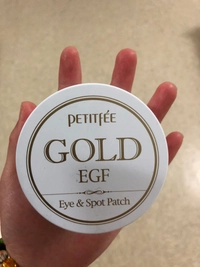 PETITFÉE
GOLD
EGF
Eye & Spot Patch